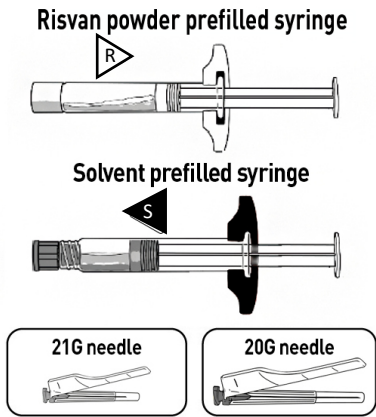 Risvan powder prefilled syringe
R
Solvent prefilled syringe
S
21G needle
20G needle